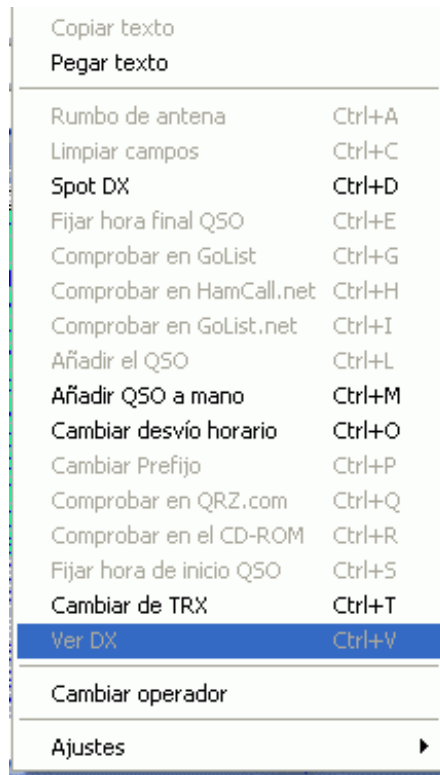 Copiar texto
Pegar texto
Rumbo de antena Ctrl+A
Limpiar campos Ctrl+C
Spot DX Ctrl+D
Fijar hora final QSO Ctrl+E
Comprobar en GoList Ctrl+G
Comprobar en HamCall.net Ctrl+H
Comprobar en GoList.net Ctrl+I
Añadir el QSO Ctrl+L
Añadir QSO a mano Ctrl+M
Cambiar desvío horario Ctrl+O
Cambiar Prefijo Ctrl+P
Comprobar en QRZ.com Ctrl+Q
Comprobar en el CD-ROM Ctrl+R
Fijar hora de inicio QSO Ctrl+S
Cambiar de TRX Ctrl+T
Ver DX Ctrl+V
Cambiar operador
Ajustes